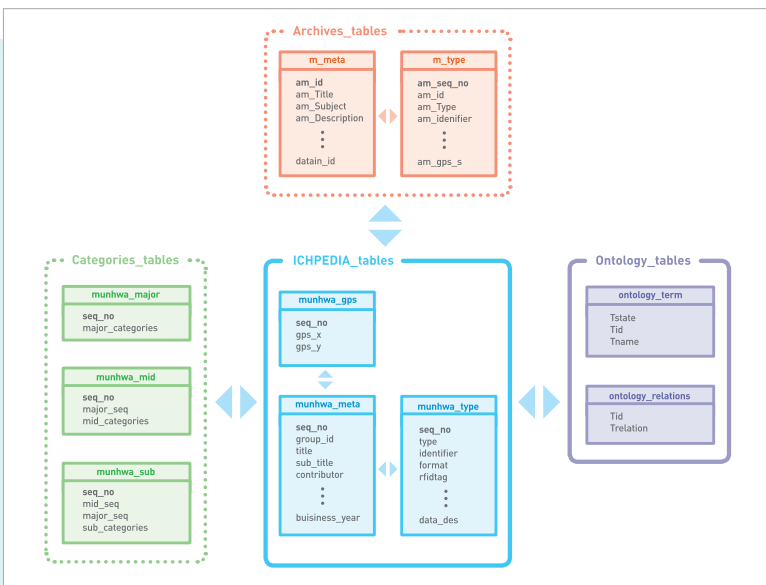 Archives_tables
m_meta
am_id
am_Title
am_Subject
am_Description
datain_id
m_type
am_seq_no
am_id
am_Type
am_idenifier
am_gps_s
Categories_tables
munhwa_major
seq_no
major_categories
munhwa_mid
seq_no
major_seq
mid_categories
munhwa_sub
seq_no
mid_seq
major_seq
sub_categories
ICHPEDIA_tables
munhwa_gps
seq_no
gps_x
gps_y
munhwa_meta
seq_no
group_id
title
sub_title
contributor
buisiness_year
munhwa_type
seq_no
type
identifier
format
rfidtag
data_des
Ontology_tables
ontology_term
Tstate
Tid
Tname
ontology_relations
Tid
Trelation